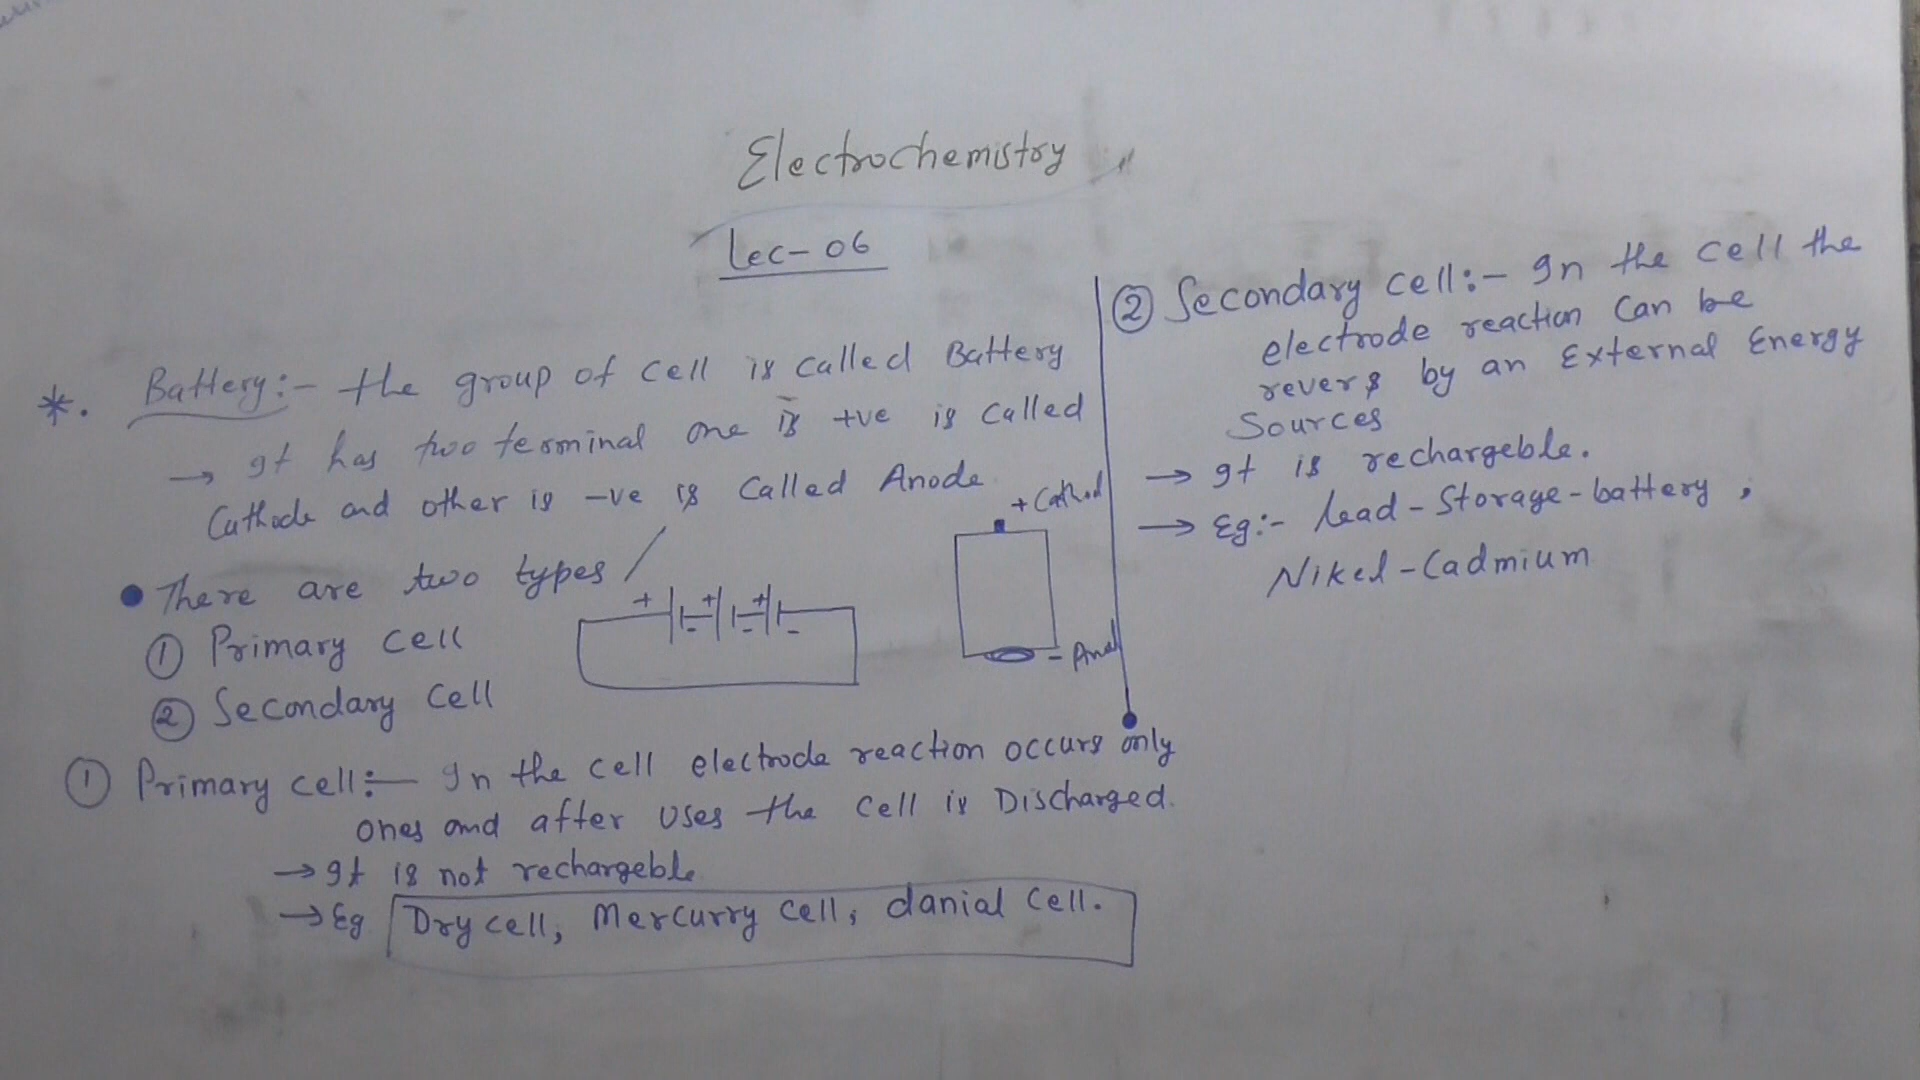 Electrochemistry
Lec-06
*. Battery:- the group of cell is called Battery
→ It has two terminal one is +ve is called
Cathode and other is -ve is called Anode
• There are two types
① Primary cell
② Secondary Cell
+ + +
- - -
+ Cathod
- Anod
① Primary cell:- In the cell electrode reaction occurs only
ones and after uses the cell is Discharged.
→ It is not rechargeble
→ Eg Dry cell, Mercurry cell, danial cell.
② Secondary cell:- In the cell the
electrode reaction can be
revers by an External Energy
Sources
→ It is rechargeble.
→ Eg:- lead-Storage-battery,
Nikel-Cadmium